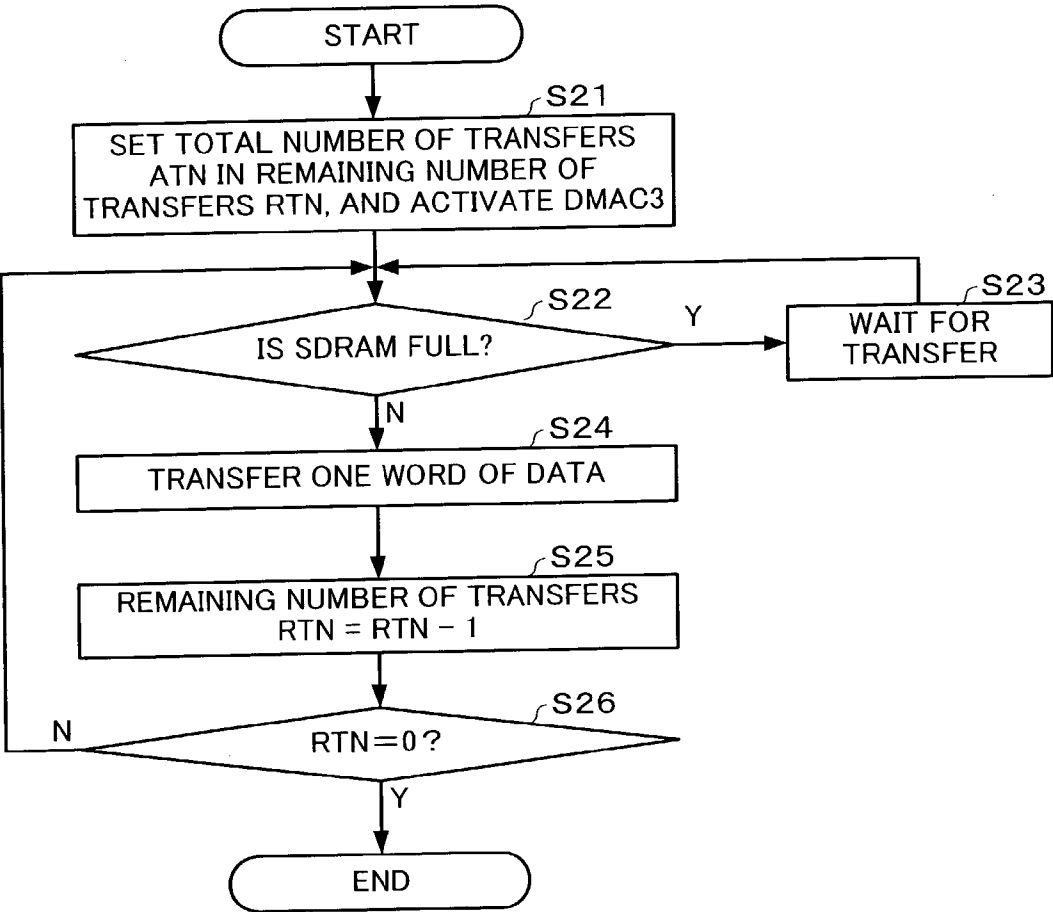 START
S21
SET TOTAL NUMBER OF TRANSFERS
ATN IN REMAINING NUMBER OF
TRANSFERS RTN, AND ACTIVATE DMAC3
S22
IS SDRAM FULL?
Y
S23
WAIT FOR
TRANSFER
N
S24
TRANSFER ONE WORD OF DATA
S25
REMAINING NUMBER OF TRANSFERS
RTN = RTN − 1
S26
RTN=0?
N
Y
END